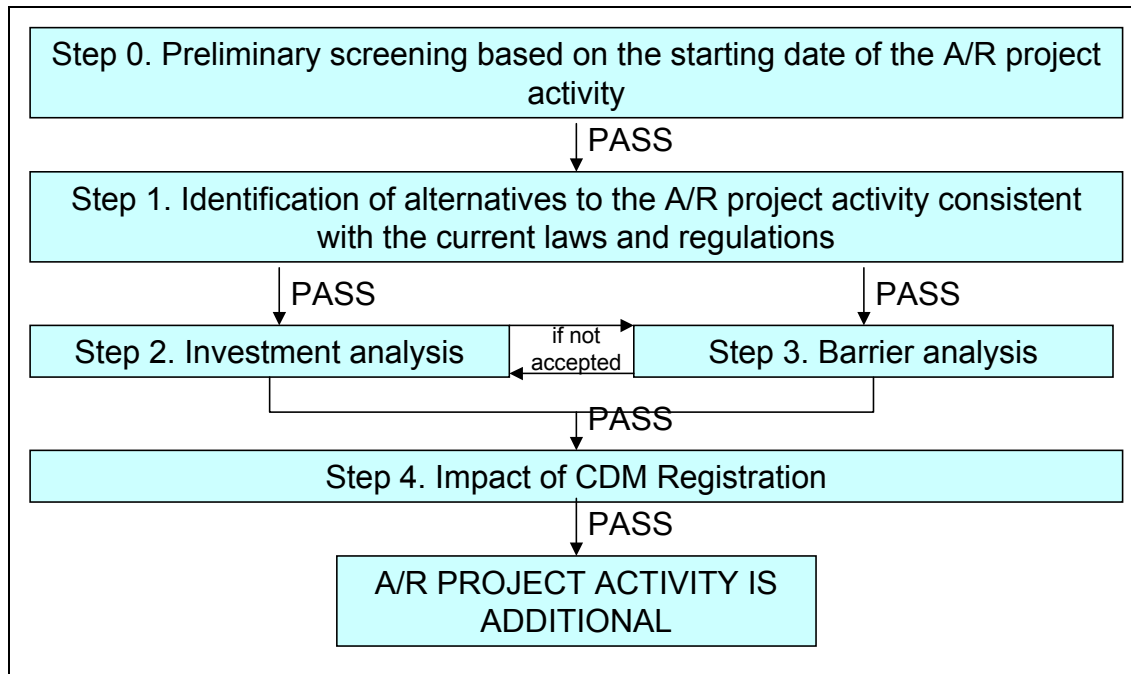 Step 0. Preliminary screening based on the starting date of the A/R project
activity
PASS
Step 1. Identification of alternatives to the A/R project activity consistent
with the current laws and regulations
PASS
PASS
Step 2. Investment analysis
if not
accepted
Step 3. Barrier analysis
PASS
Step 4. Impact of CDM Registration
PASS
A/R PROJECT ACTIVITY IS
ADDITIONAL